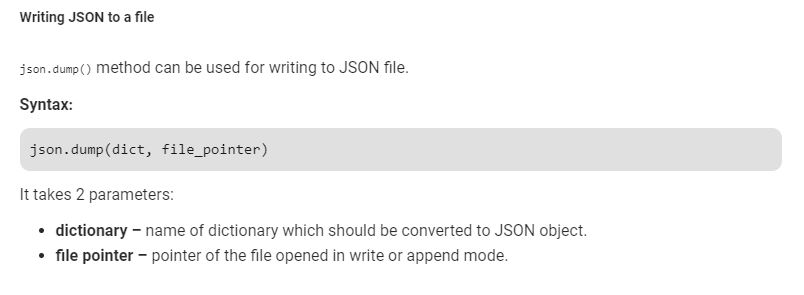 Writing JSON to a file
json.dump() method can be used for writing to JSON file.
Syntax:
json.dump(dict, file_pointer)
It takes 2 parameters:
• dictionary – name of dictionary which should be converted to JSON object.
• file pointer – pointer of the file opened in write or append mode.